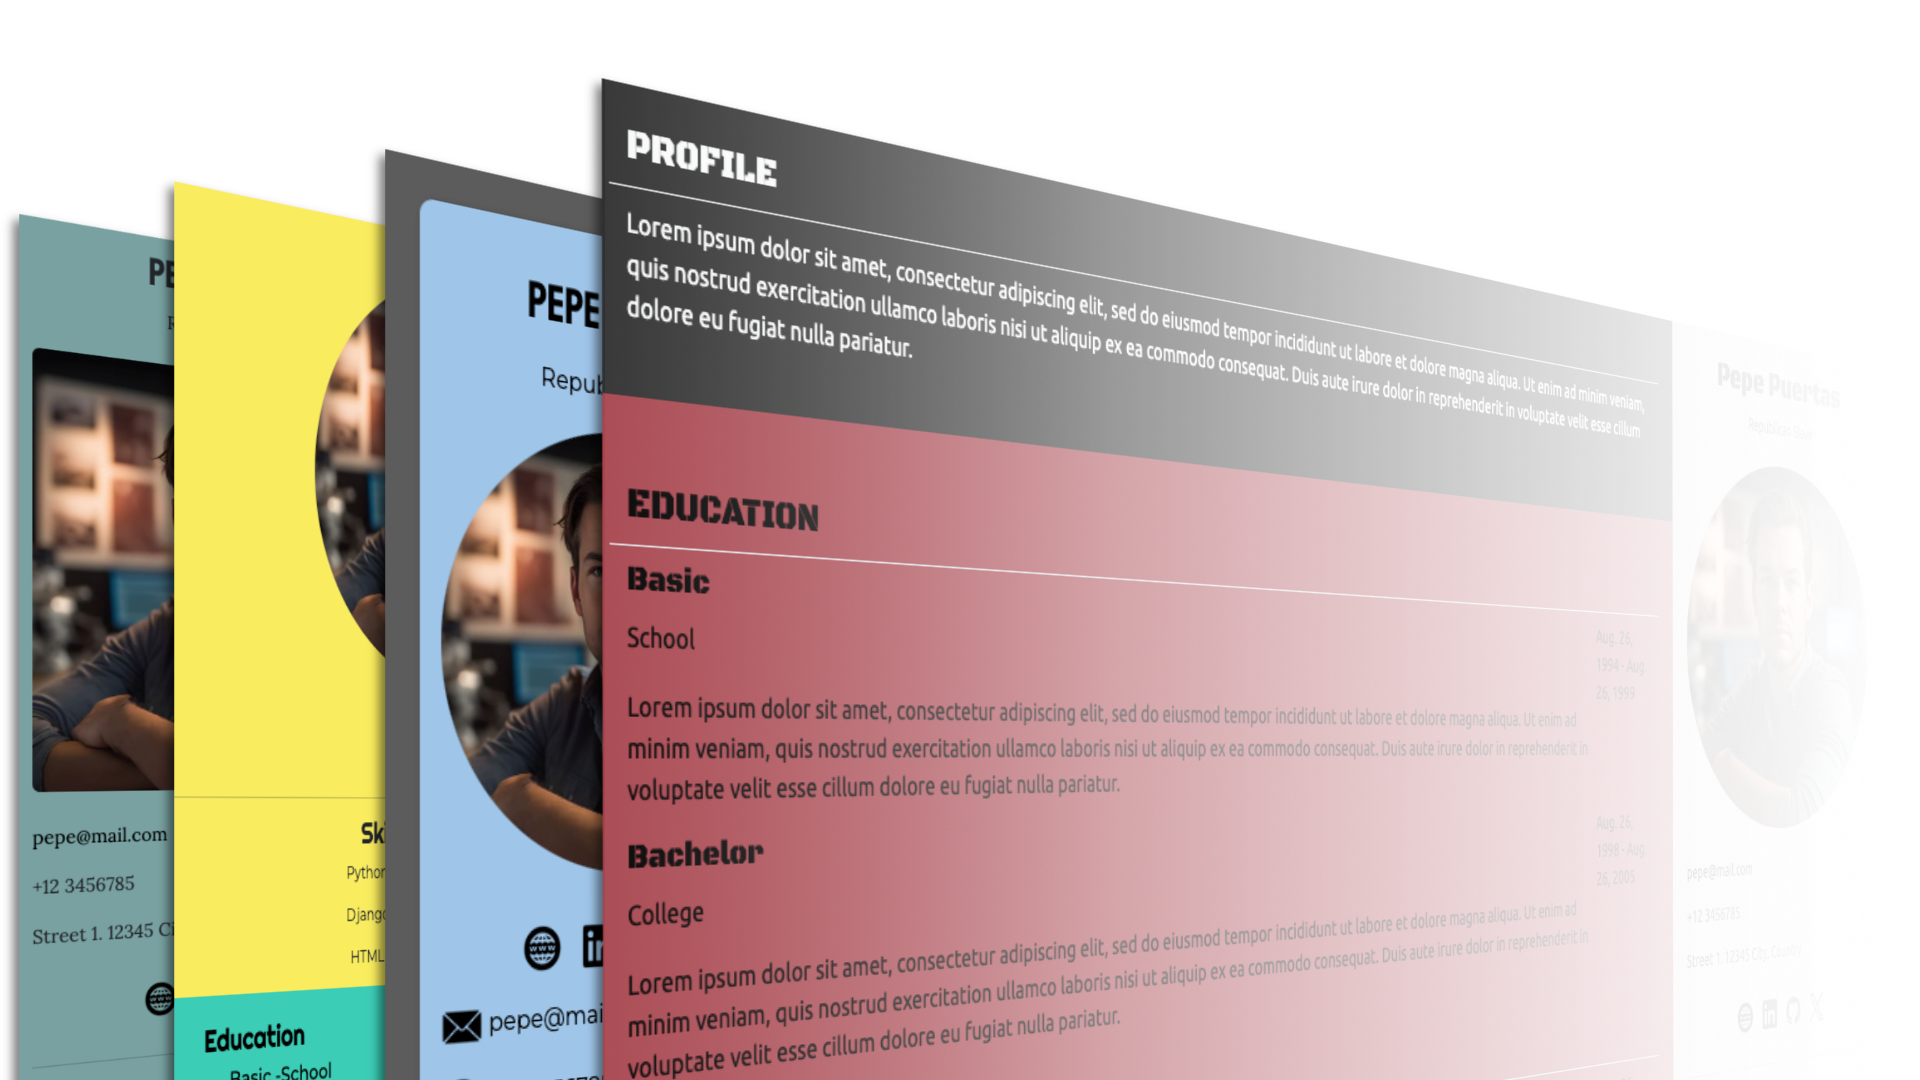 PE
pepe@mail.com
+12 3456785
Street 1. 12345 Ci
Ski
Python
Django
HTML
Education
Basic -School
PEPE
Repub
in
pepe@mai
PROFILE
Lorem ipsum dolor sit amet, consectetur adipiscing elit, sed do eiusmod tempor incididunt ut labore et dolore magna aliqua. Ut enim ad minim veniam,
quis nostrud exercitation ullamco laboris nisi ut aliquip ex ea commodo consequat. Duis aute irure dolor in reprehenderit in voluptate velit esse cillum
dolore eu fugiat nulla pariatur.
EDUCATION
Basic
School
Aug. 26,
1994 - Aug.
26, 1999
Lorem ipsum dolor sit amet, consectetur adipiscing elit, sed do eiusmod tempor incididunt ut labore et dolore magna aliqua. Ut enim ad
minim veniam, quis nostrud exercitation ullamco laboris nisi ut aliquip ex ea commodo consequat. Duis aute irure dolor in reprehenderit in
voluptate velit esse cillum dolore eu fugiat nulla pariatur.
Bachelor
College
Aug. 26,
1998 - Aug.
26, 2005
Lorem ipsum dolor sit amet, consectetur adipiscing elit, sed do eiusmod tempor incididunt ut labore et dolore magna aliqua. Ut enim ad
minim veniam, quis nostrud exercitation ullamco laboris nisi ut aliquip ex ea commodo consequat. Duis aute irure dolor in reprehenderit in
voluptate velit esse cillum dolore eu fugiat nulla pariatur.
Pepe Puertas
pepe@mail.com
+12 3456785
Street 1. 12345 City. Country
in